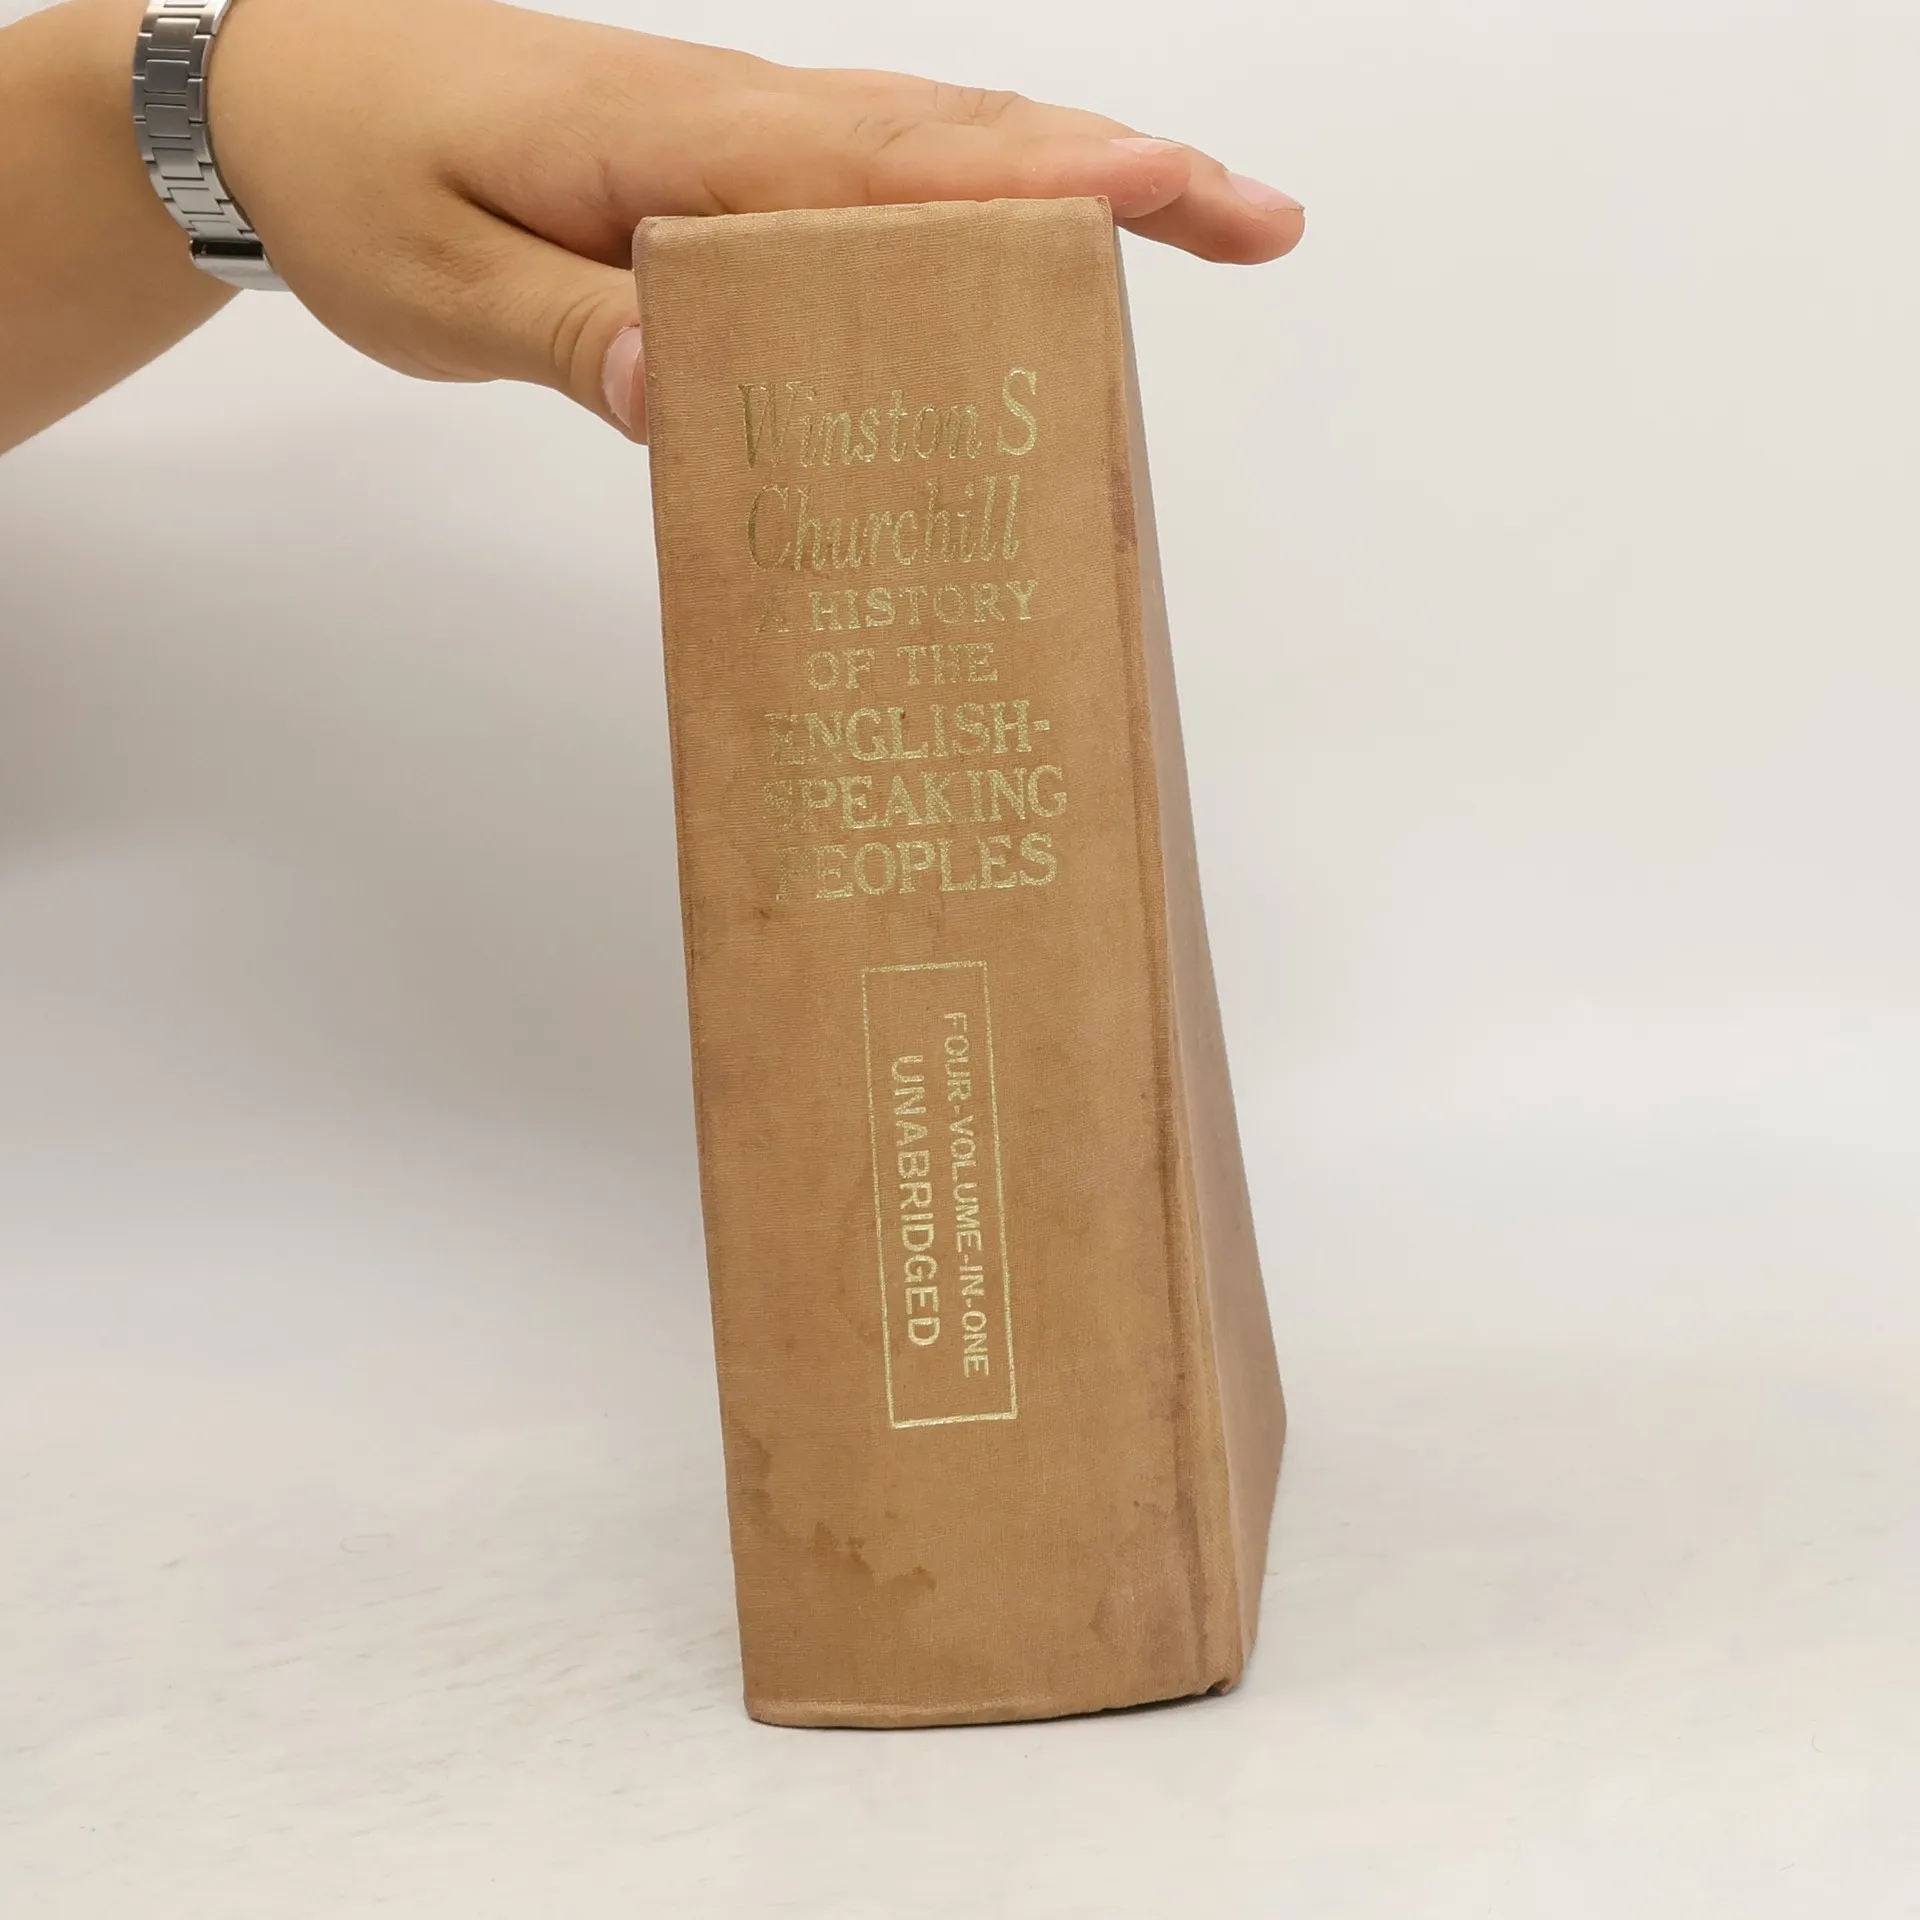 Winston S
Churchill
A HISTORY
OF THE
ENGLISH-
SPEAKING
PEOPLES
FOUR-VOLUME-IN-ONE
UNABRIDGED